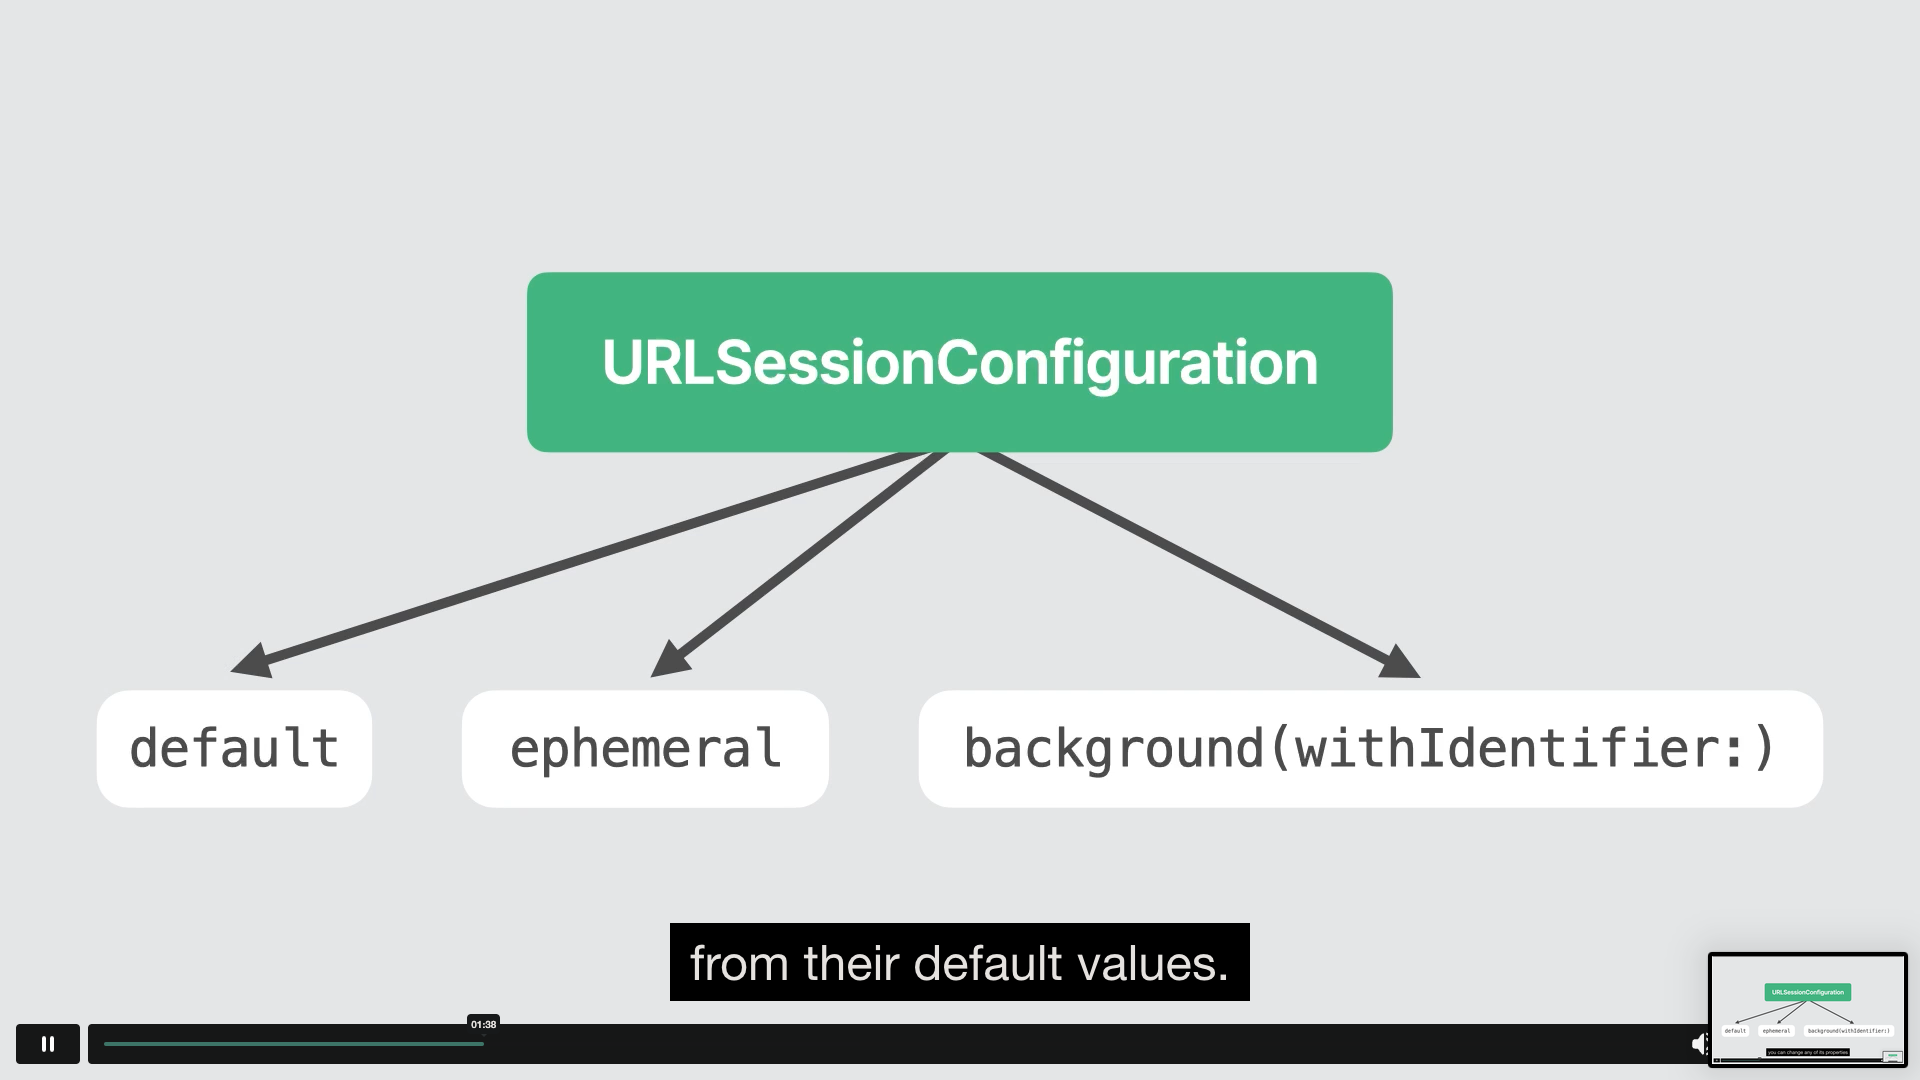 URLSessionConfiguration
default
ephemeral
background(withIdentifier:)
from their default values.
01:38
URLSessionConfiguration
default
ephemeral
background(withIdentifier:)
you can change any of its properties